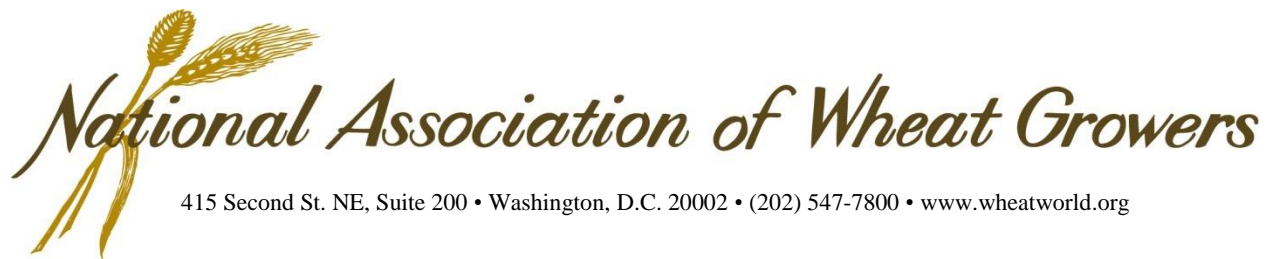 National Association of Wheat Growers
415 Second St. NE, Suite 200 • Washington, D.C. 20002 • (202) 547-7800 • www.wheatworld.org